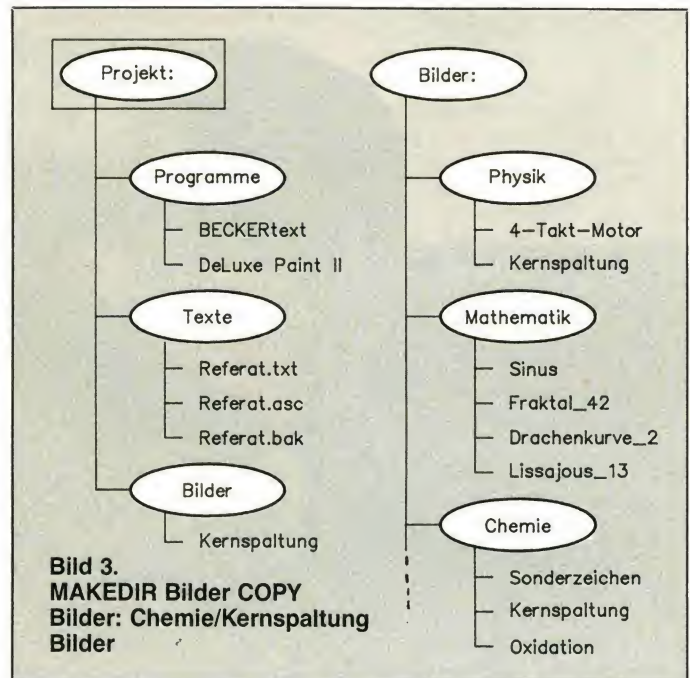 Projekt:
Programme
BECKERtext
DeLuxe Paint II
Texte
Referat.txt
Referat.asc
Referat.bak
Bilder
Kernspaltung
Bilder:
Physik
4-Takt-Motor
Kernspaltung
Mathematik
Sinus
Fraktal_42
Drachenkurve_2
Lissajous_13
Chemie
Sonderzeichen
Kernspaltung
Oxidation
Bild 3.
MAKEDIR Bilder COPY
Bilder: Chemie/Kernspaltung
Bilder